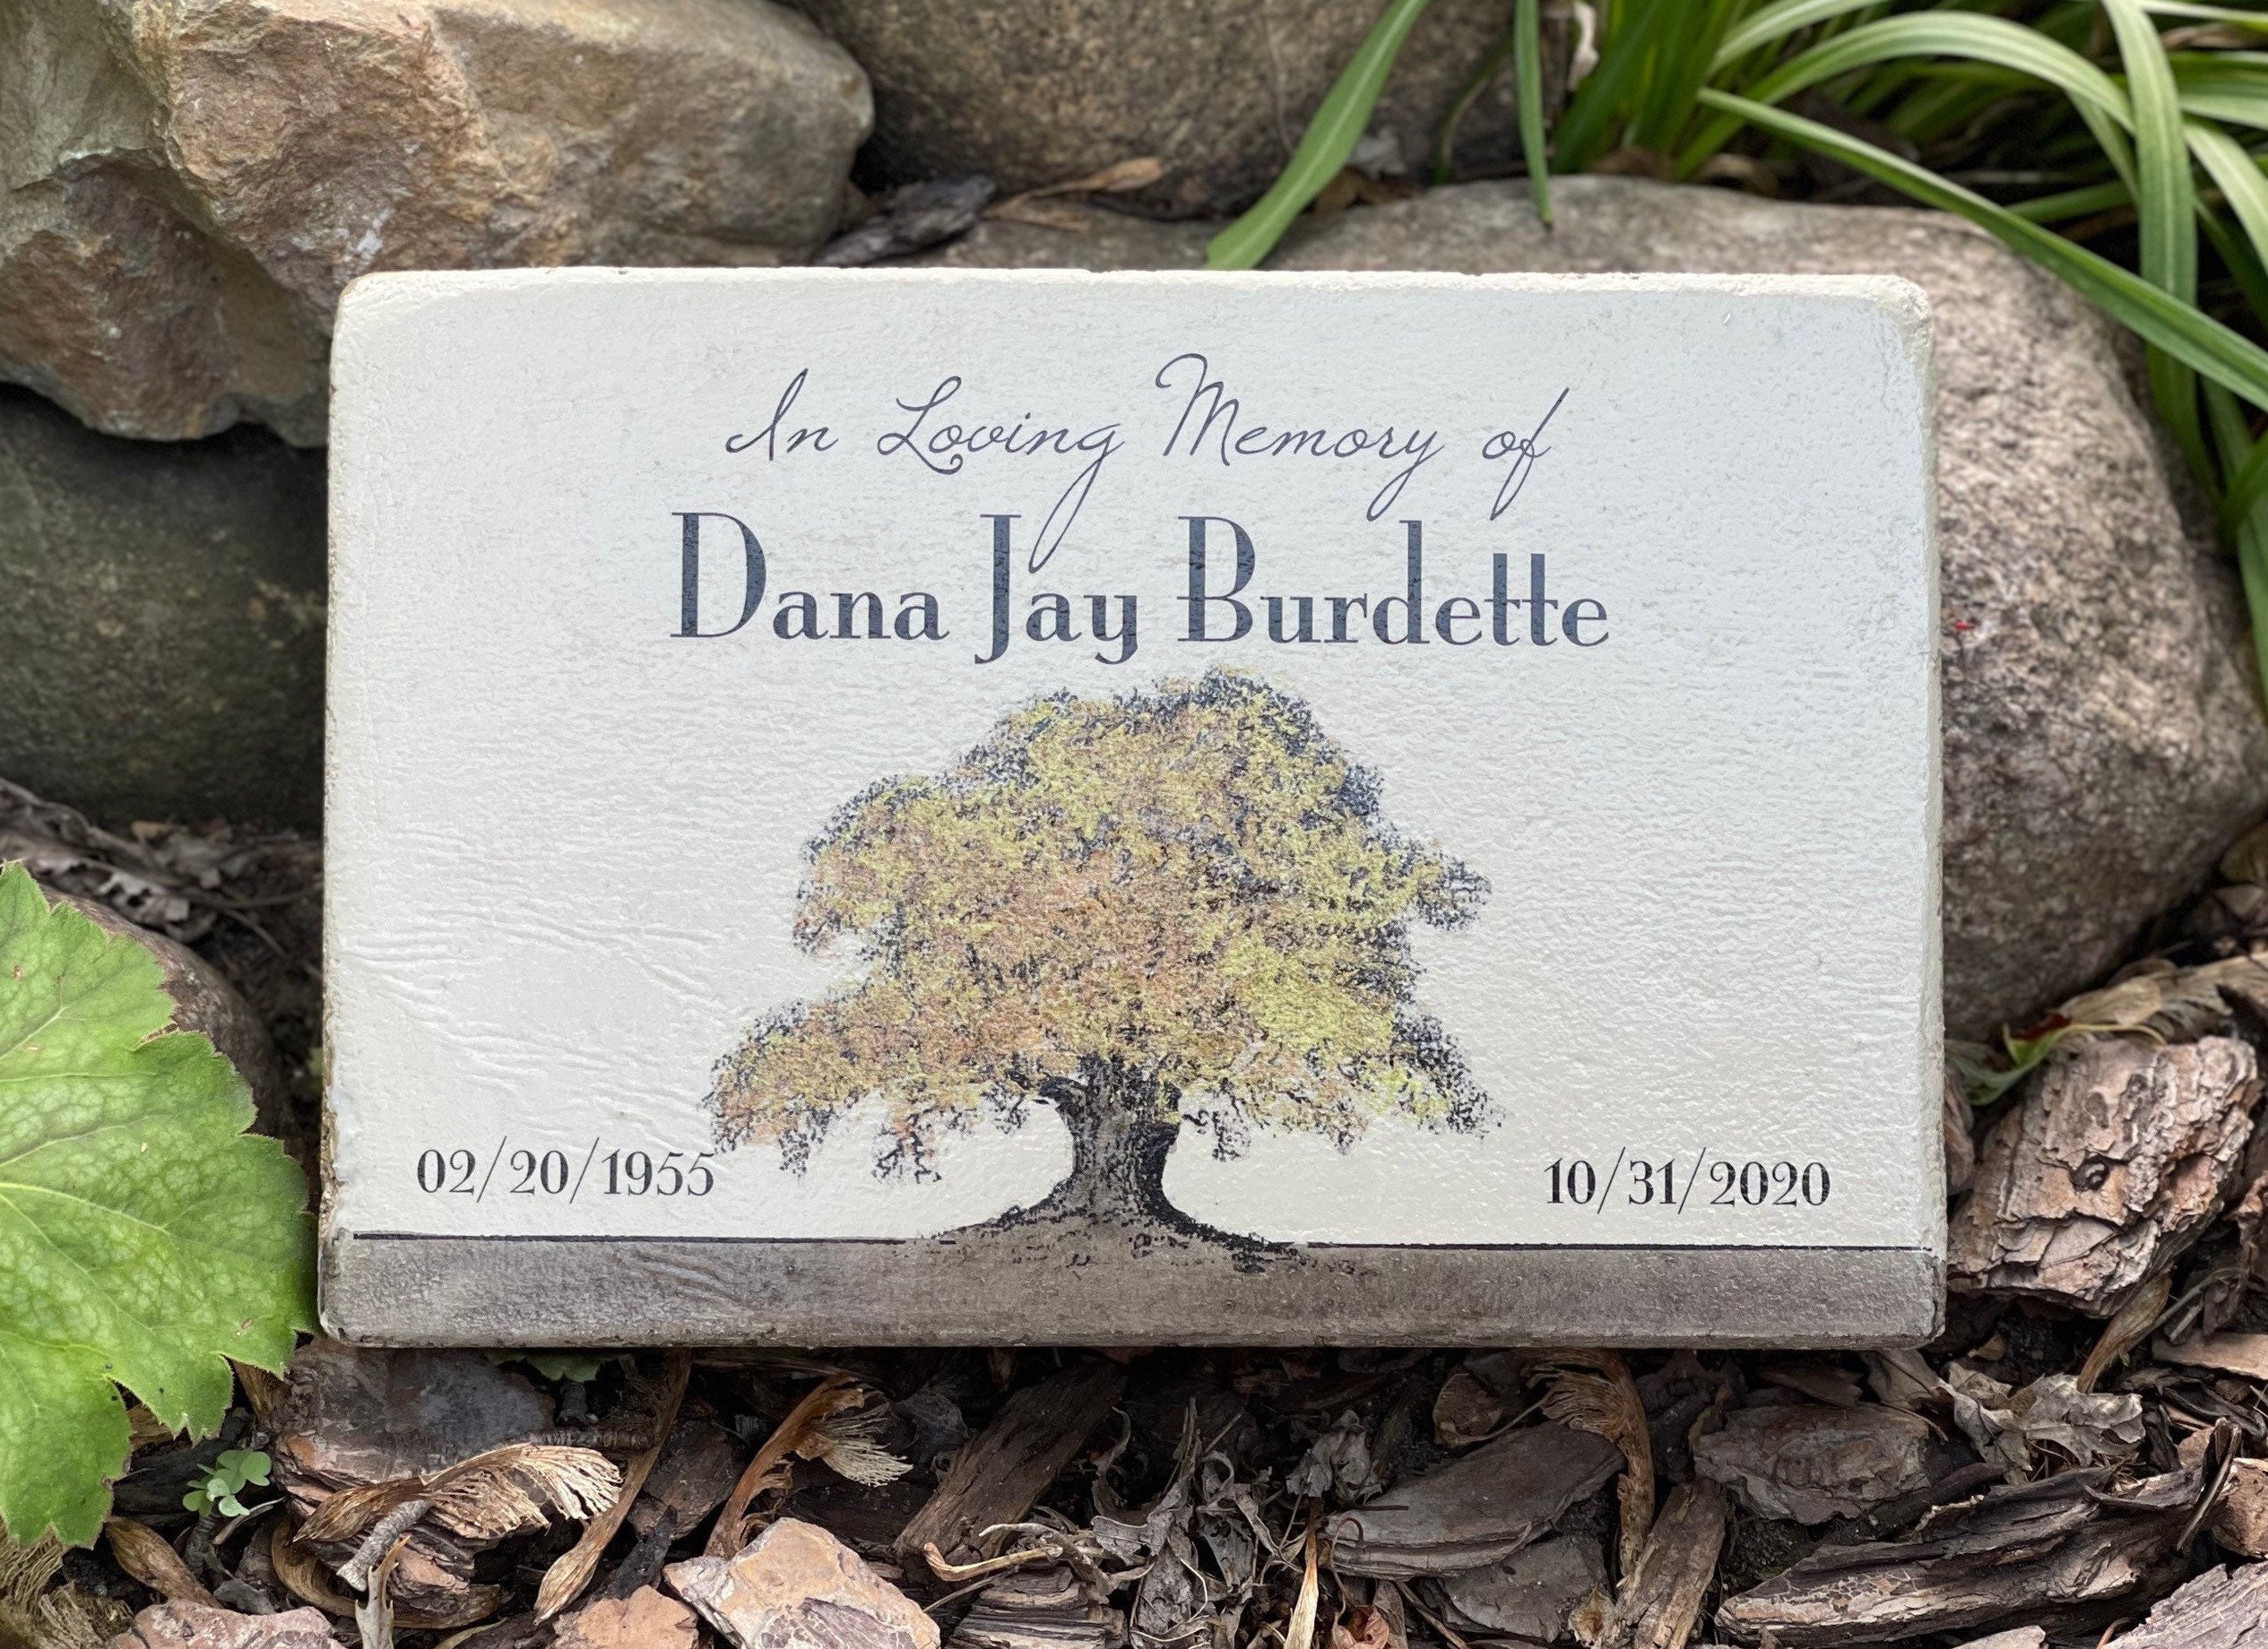 In Loving Memory of
Dana Jay Burdette
02/20/1955 10/31/2020